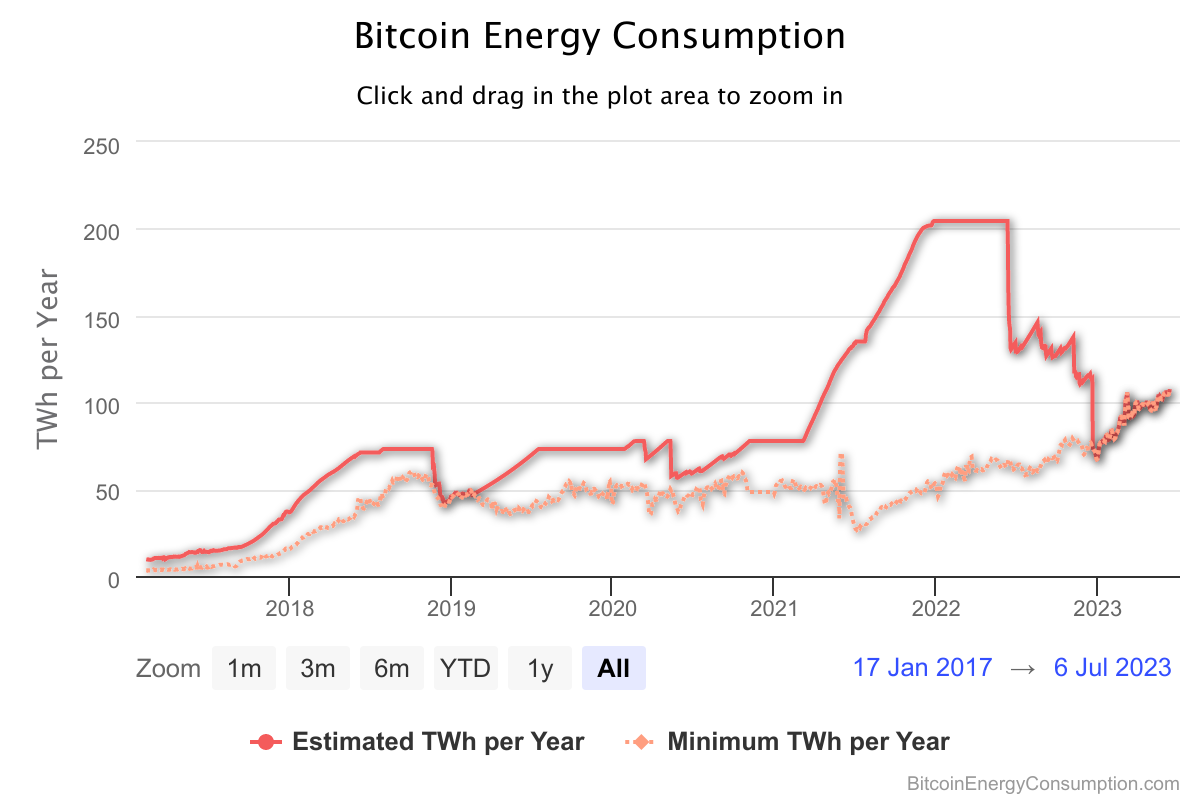 Bitcoin Energy Consumption
Click and drag in the plot area to zoom in
TWh per Year
250
200
150
100
50
0
2018 2019 2020 2021 2022 2023
Zoom 1m 3m 6m YTD 1y All 17 Jan 2017 → 6 Jul 2023
Estimated TWh per Year Minimum TWh per Year
BitcoinEnergyConsumption.com